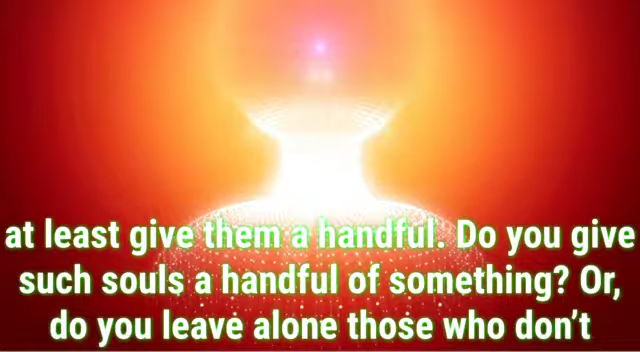 at least give them a handful. Do you give
such souls a handful of something? Or,
do you leave alone those who don’t